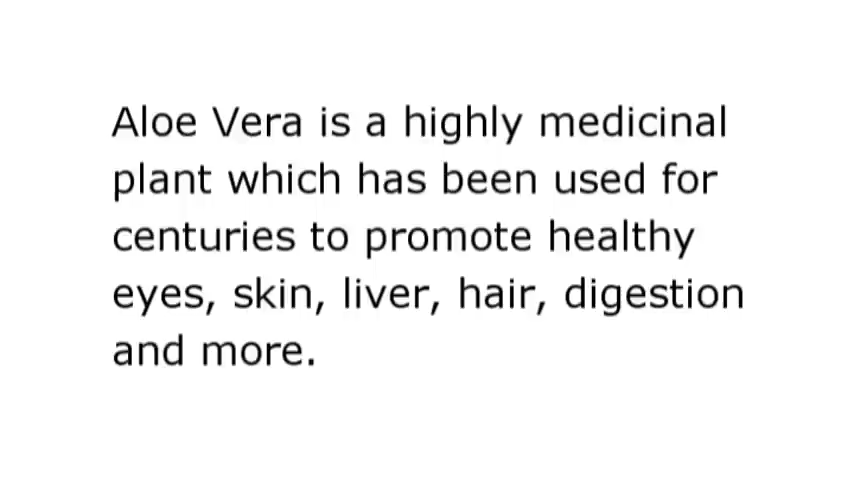 Aloe Vera is a highly medicinal
plant which has been used for
centuries to promote healthy
eyes, skin, liver, hair, digestion
and more.